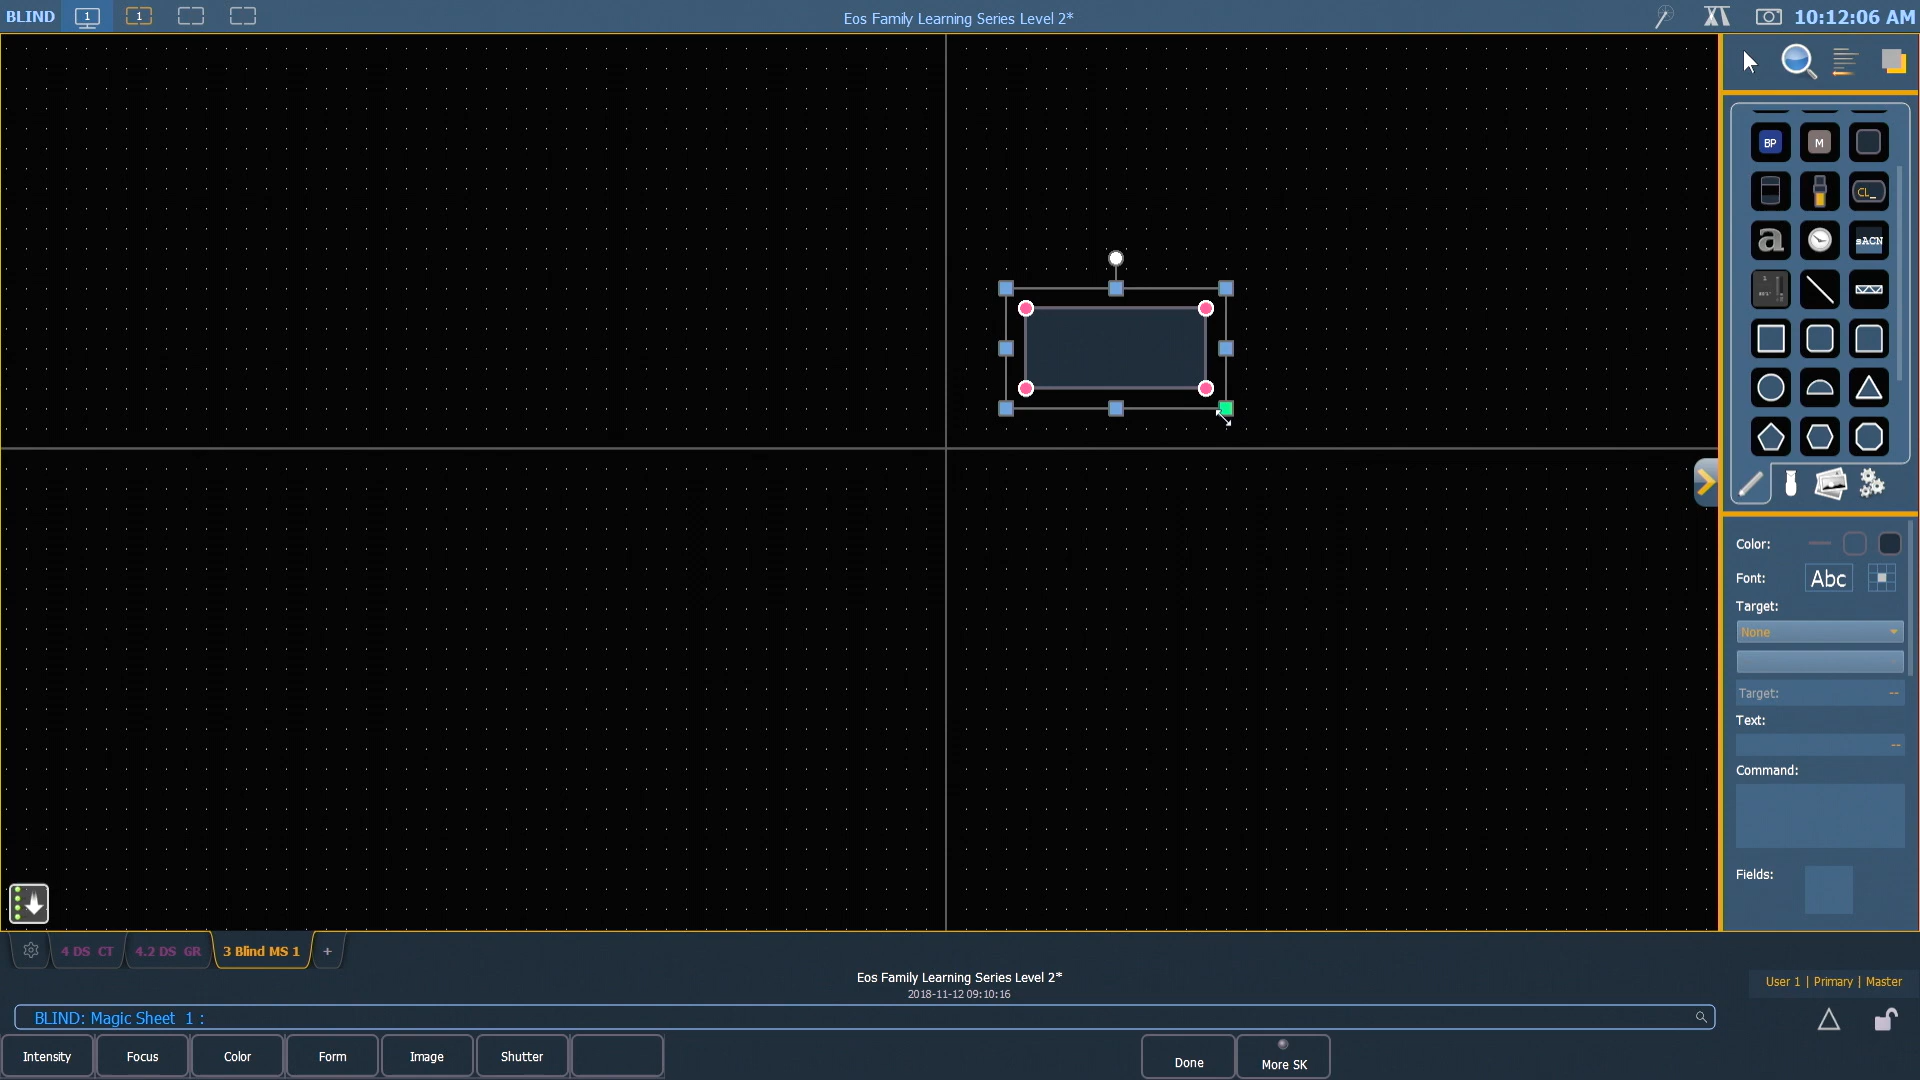 BLIND
1
1
Eos Family Learning Series Level 2*
10:12:06 AM
BP
M
CL_
a
sACN
Color:
Font:
Abc
Target:
None
Target:
--
Text:
--
Command:
Fields:
4 DS CT
4.2 DS GR
3 Blind MS 1
+
Eos Family Learning Series Level 2*
2018-11-12 09:10:16
User 1 | Primary | Master
BLIND: Magic Sheet 1 :
Intensity
Focus
Color
Form
Image
Shutter
Done
More SK